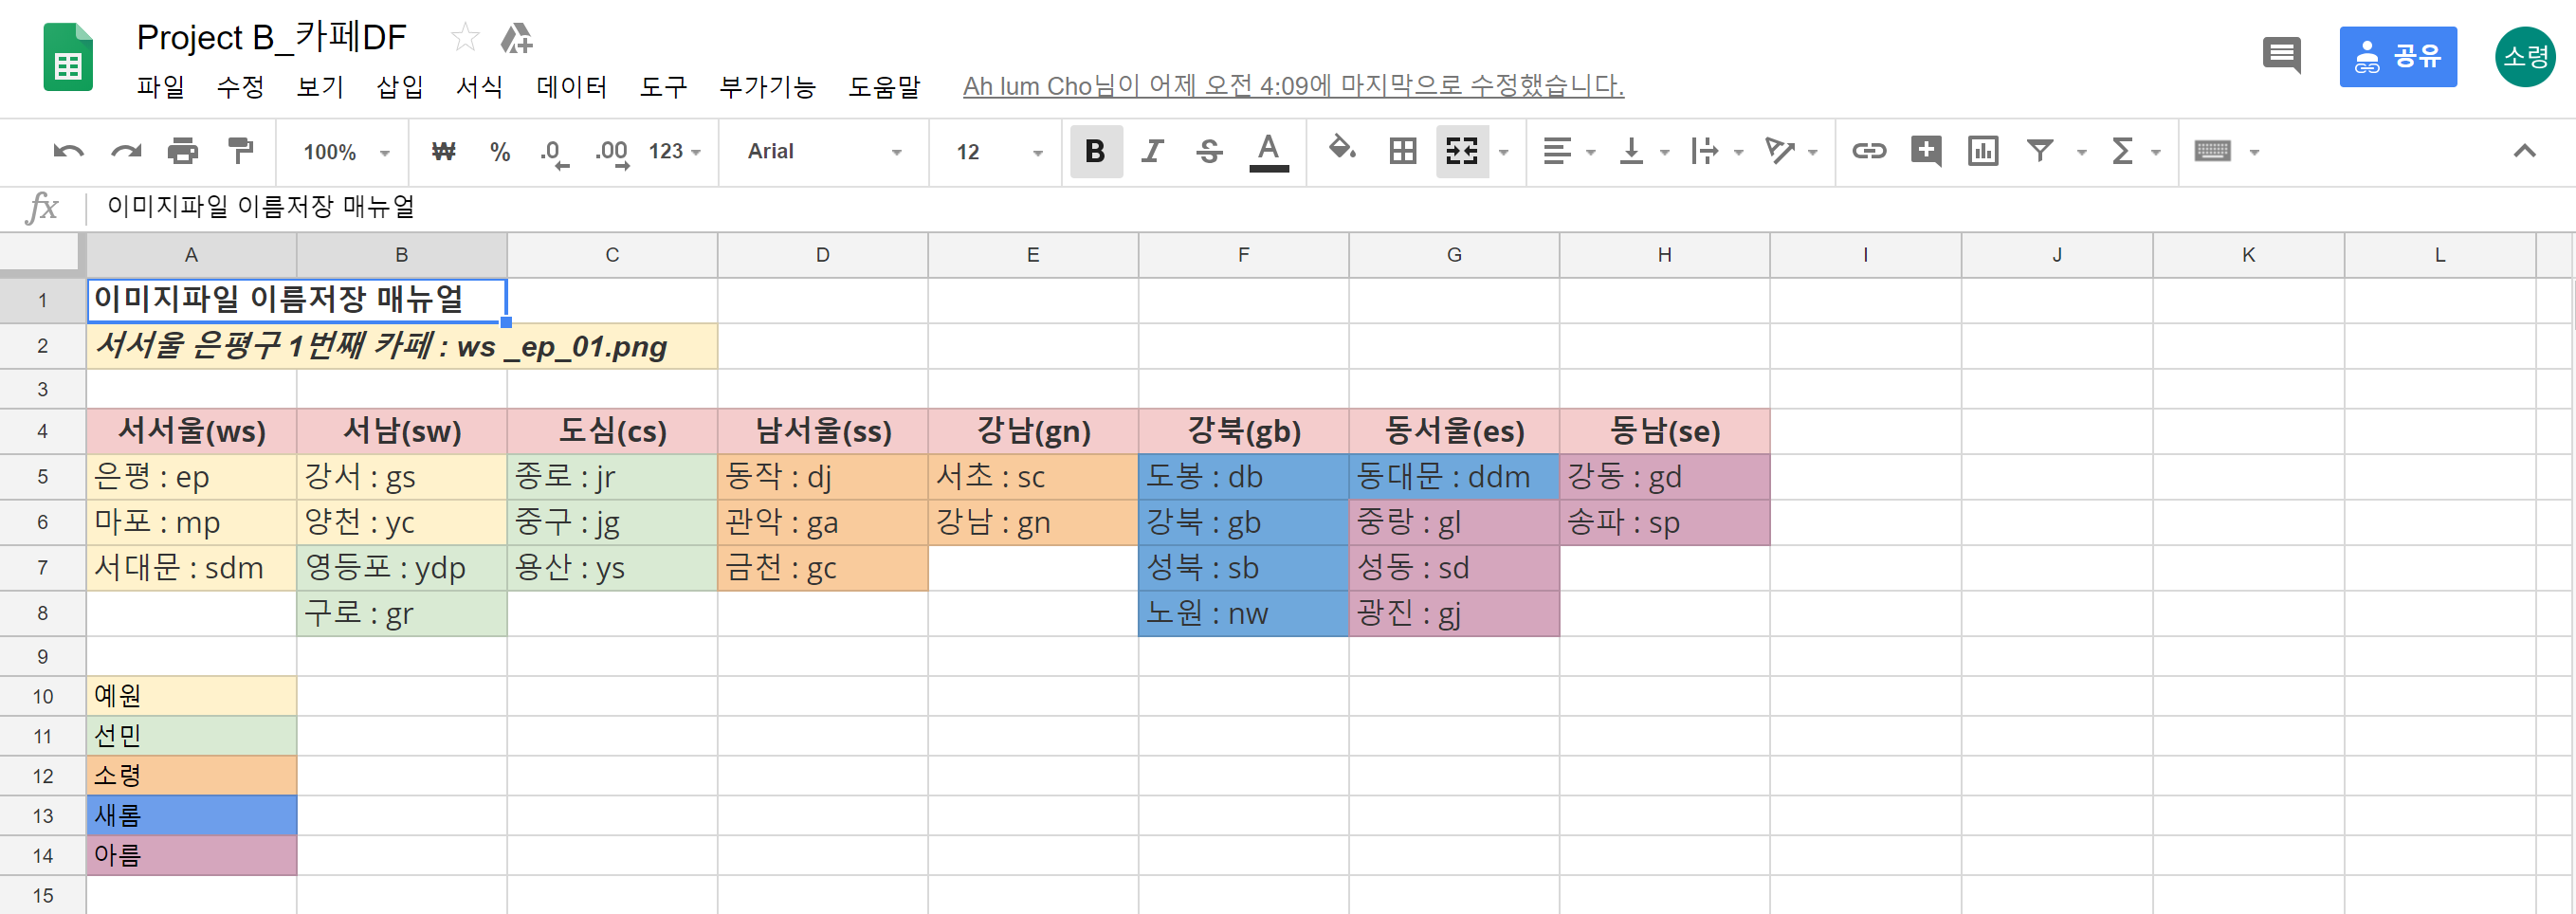 Project B_카페DF
파일 수정 보기 삽입 서식 데이터 도구 부가기능 도움말 Ah lum Cho님이 어제 오전 4:09에 마지막으로 수정했습니다.
공유
소령
100% ₩ % .0 .00 123 Arial 12 B I S A
fx 이미지파일 이름저장 매뉴얼
A B C D E F G H I J K L
1 이미지파일 이름저장 매뉴얼
2 서서울 은평구 1번째 카페 : ws _ep_01.png
3
4 서서울(ws) 서남(sw) 도심(cs) 남서울(ss) 강남(gn) 강북(gb) 동서울(es) 동남(se)
5 은평 : ep 강서 : gs 종로 : jr 동작 : dj 서초 : sc 도봉 : db 동대문 : ddm 강동 : gd
6 마포 : mp 양천 : yc 중구 : jg 관악 : ga 강남 : gn 강북 : gb 중랑 : gl 송파 : sp
7 서대문 : sdm 영등포 : ydp 용산 : ys 금천 : gc 성북 : sb 성동 : sd
8 구로 : gr 노원 : nw 광진 : gj
9
10 예원
11 선민
12 소령
13 새롬
14 아름
15